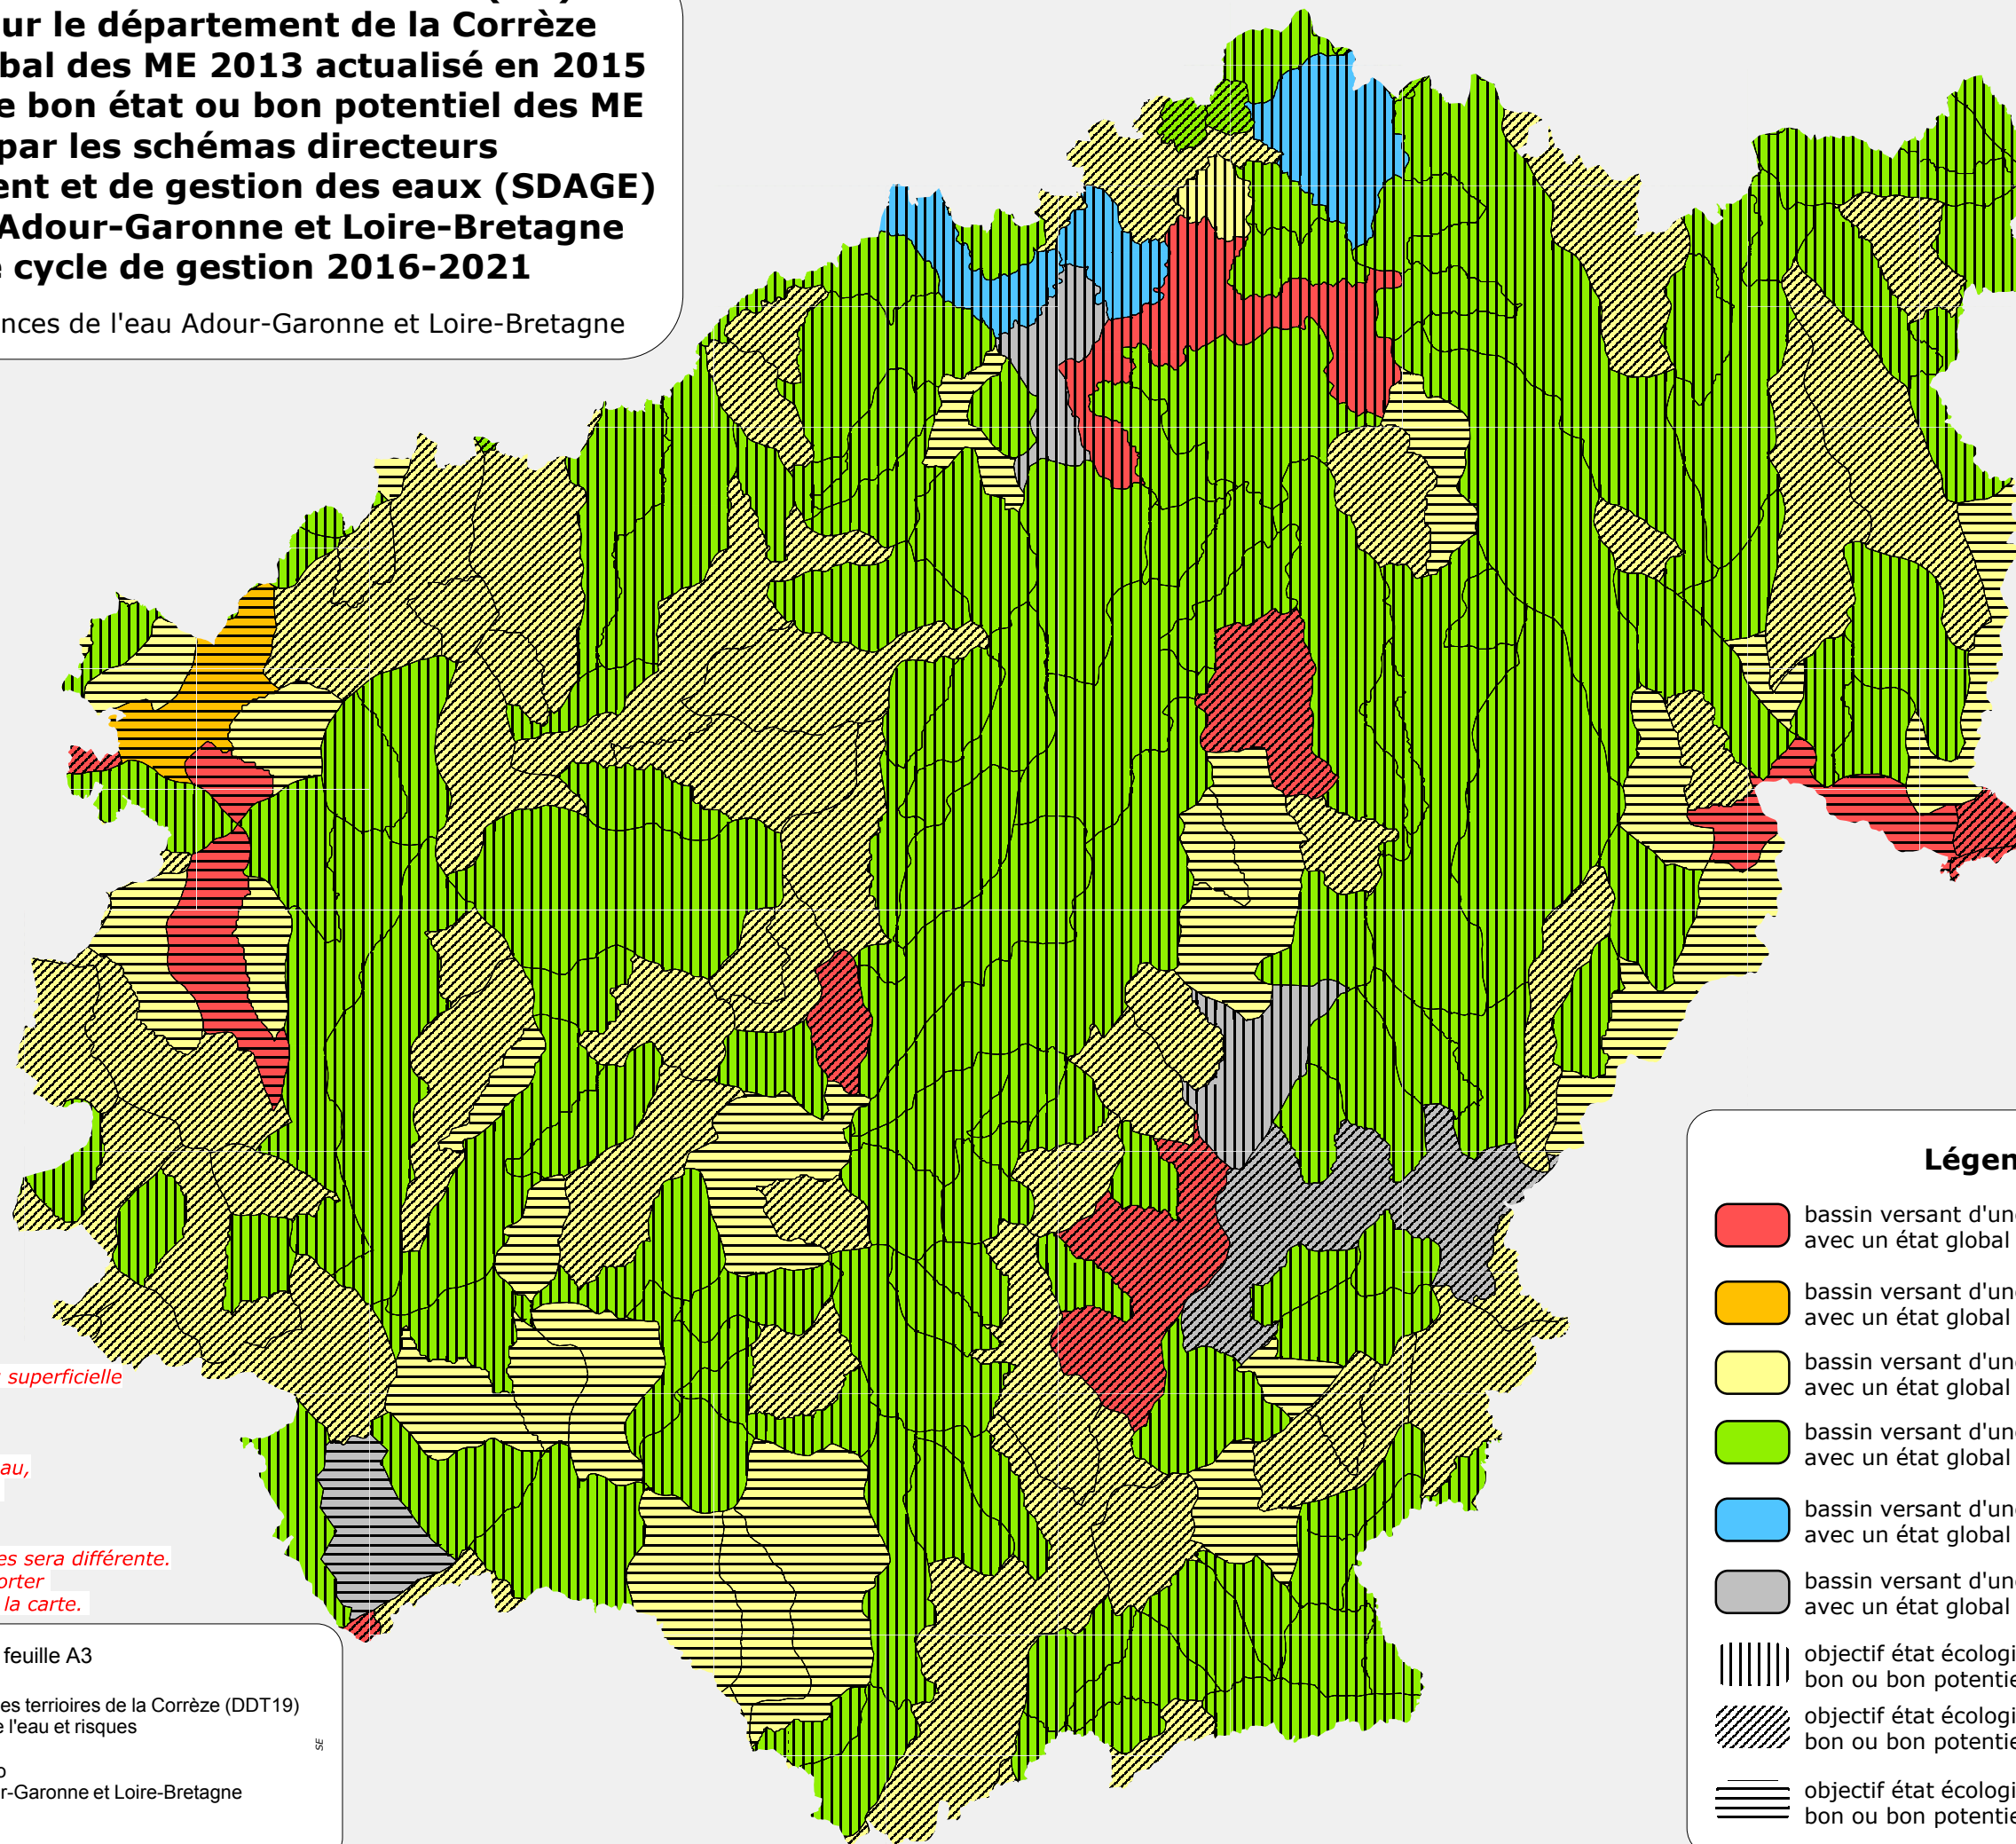 ur le département de la Corrèze
bal des ME 2013 actualisé en 2015
e bon état ou bon potentiel des ME
par les schémas directeurs
ent et de gestion des eaux (SDAGE)
Adour-Garonne et Loire-Bretagne
cycle de gestion 2016-2021
nces de l'eau Adour-Garonne et Loire-Bretagne
superficielle
au,
es sera différente.
orter
la carte.
feuille A3
es terrioires de la Corrèze (DDT19)
e l'eau et risques
SE
r-Garonne et Loire-Bretagne
Légen
bassin versant d'un
avec un état global
bassin versant d'un
avec un état global
bassin versant d'un
avec un état global
bassin versant d'un
avec un état global
bassin versant d'un
avec un état global
bassin versant d'un
avec un état global
objectif état écologi
bon ou bon potentie
objectif état écologi
bon ou bon potentie
objectif état écologi
bon ou bon potentie